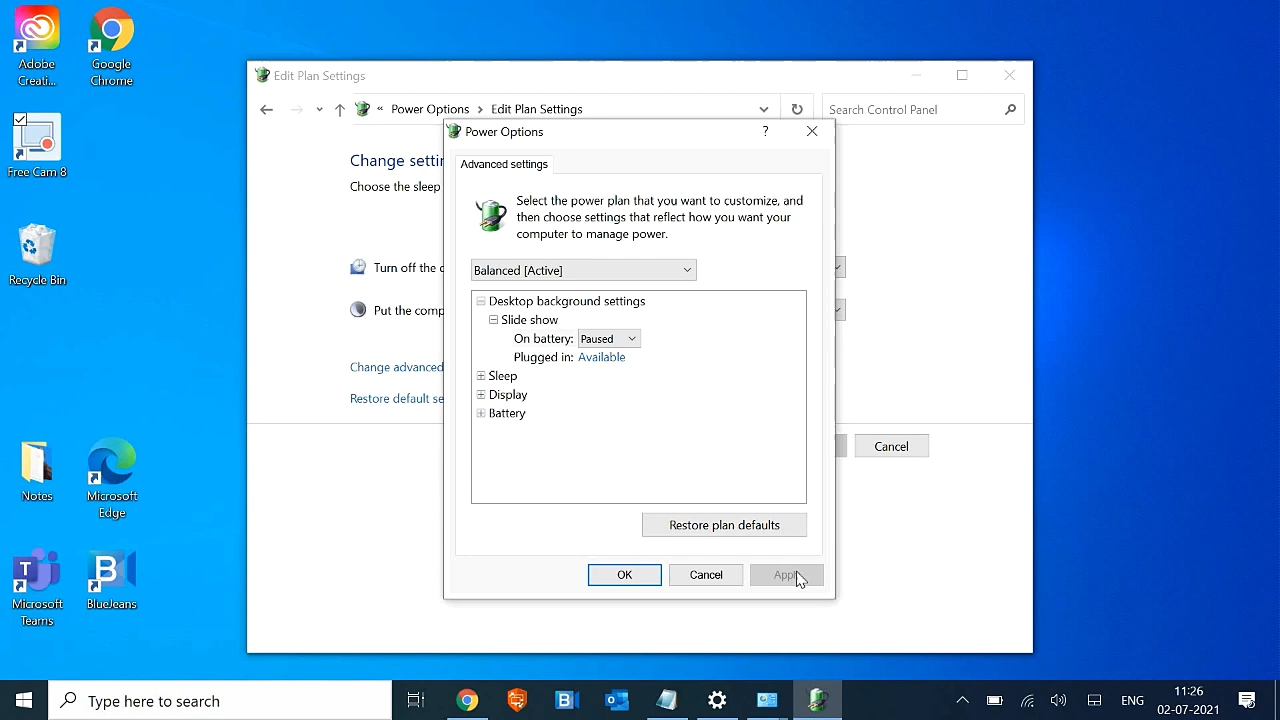 Adobe
Creati...
Google
Chrome
Free Cam 8
Recycle Bin
Notes
Microsoft
Edge
Microsoft
Teams
BlueJeans
Edit Plan Settings
« Power Options > Edit Plan Settings
Search Control Panel
Change
Choose the sleep
Turn off the
Put the
Change advanced
Restore default
Cancel
Power Options
?
Advanced settings
Select the power plan that you want to customize, and
then choose settings that reflect how you want your
computer to manage power.
Balanced [Active]
Desktop background settings
Slide show
On battery: Paused
Plugged in: Available
Sleep
Display
Battery
Restore plan defaults
OK
Cancel
Type here to search
ENG
11:26
02-07-2021